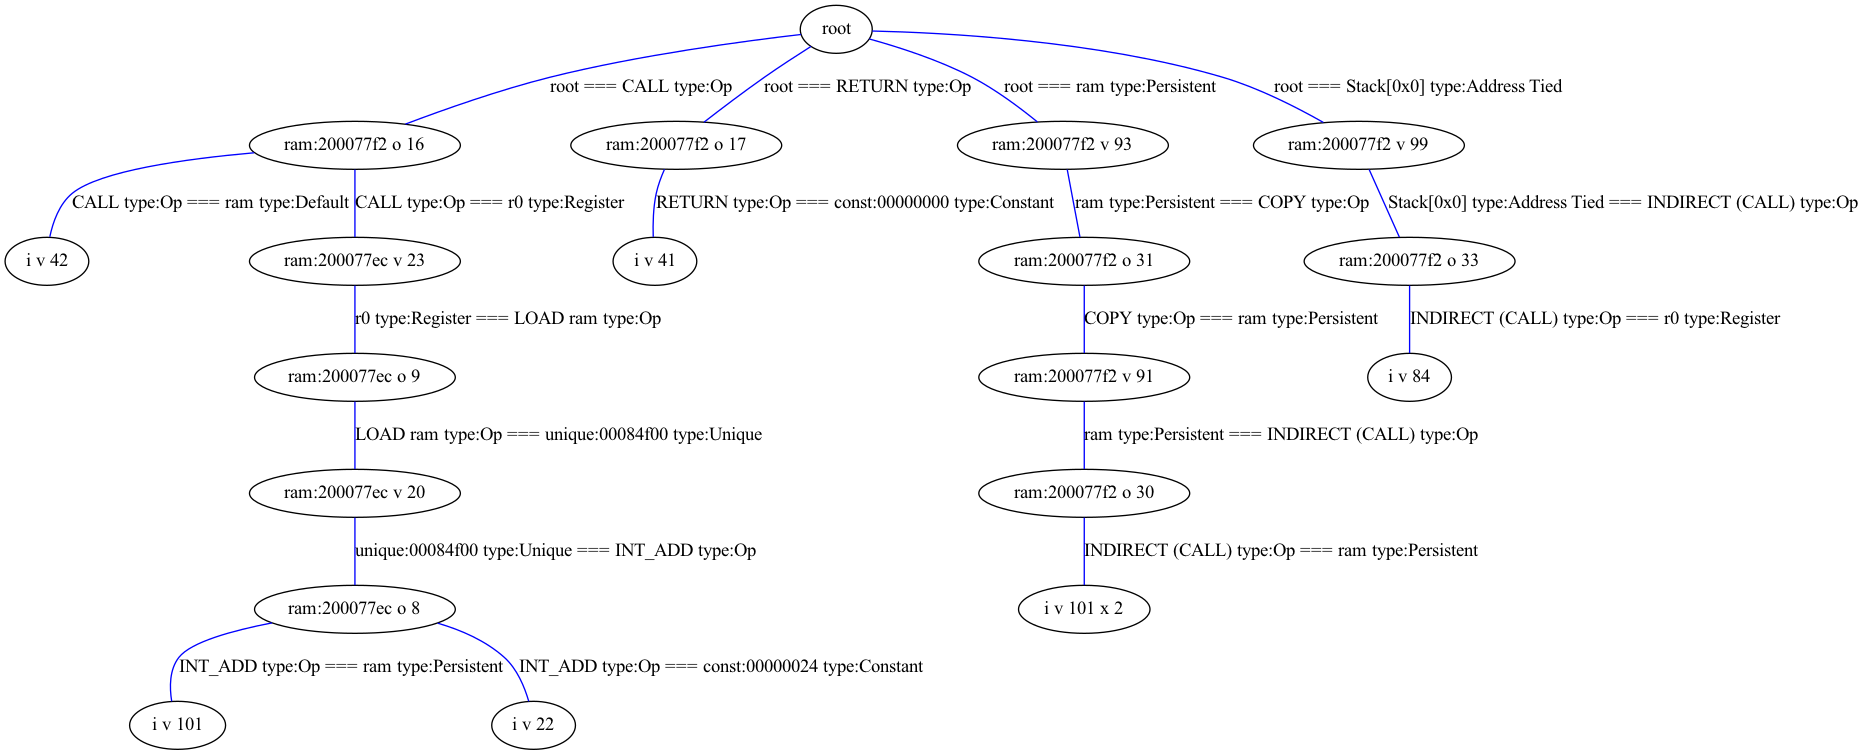 root
root === CALL type:Op
root === RETURN type:Op
root === ram type:Persistent
root === Stack[0x0] type:Address Tied
ram:200077f2 o 16
ram:200077f2 o 17
ram:200077f2 v 93
ram:200077f2 v 99
CALL type:Op === ram type:Default
CALL type:Op === r0 type:Register
RETURN type:Op === const:00000000 type:Constant
ram type:Persistent === COPY type:Op
Stack[0x0] type:Address Tied === INDIRECT (CALL) type:Op
i v 42
ram:200077ec v 23
i v 41
ram:200077f2 o 31
ram:200077f2 o 33
r0 type:Register === LOAD ram type:Op
COPY type:Op === ram type:Persistent
INDIRECT (CALL) type:Op === r0 type:Register
ram:200077ec o 9
ram:200077f2 v 91
i v 84
LOAD ram type:Op === unique:00084f00 type:Unique
ram type:Persistent === INDIRECT (CALL) type:Op
ram:200077ec v 20
ram:200077f2 o 30
unique:00084f00 type:Unique === INT_ADD type:Op
INDIRECT (CALL) type:Op === ram type:Persistent
ram:200077ec o 8
i v 101 x 2
INT_ADD type:Op === ram type:Persistent
INT_ADD type:Op === const:00000024 type:Constant
i v 101
i v 22